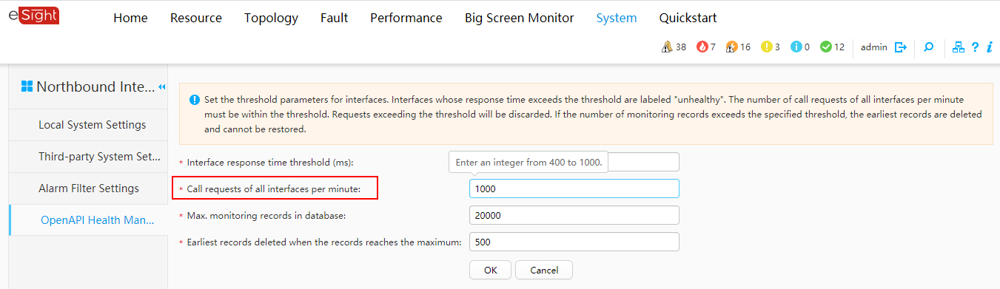 eSight
Home Resource Topology Fault Performance Big Screen Monitor System Quickstart
38 7 16 3 0 12 admin ? i
Northbound Inte...
Local System Settings
Third-party System Set...
Alarm Filter Settings
OpenAPI Health Man...
Set the threshold parameters for interfaces. Interfaces whose response time exceeds the threshold are labeled "unhealthy". The number of call requests of all interfaces per minute
must be within the threshold. Requests exceeding the threshold will be discarded. If the number of monitoring records exceeds the specified threshold, the earliest records are deleted
and cannot be restored.
* Interface response time threshold (ms): Enter an integer from 400 to 1000.
* Call requests of all interfaces per minute: 1000
* Max. monitoring records in database: 20000
* Earliest records deleted when the records reaches the maximum: 500
OK Cancel